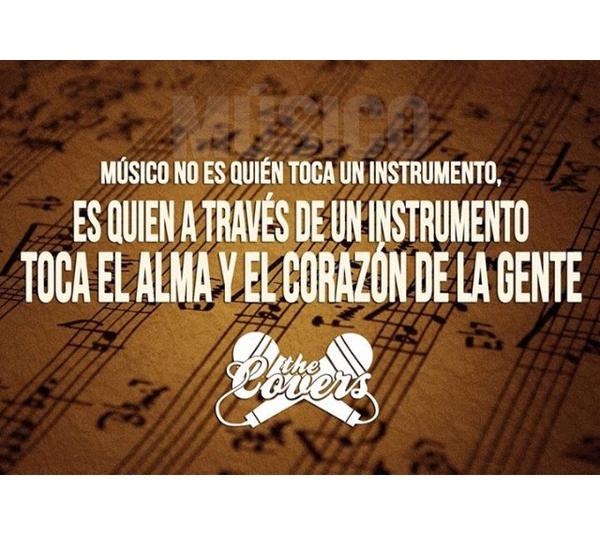 MÚSICO
MÚSICO NO ES QUIÉN TOCA UN INSTRUMENTO,
ES QUIEN A TRAVÉS DE UN INSTRUMENTO
TOCA EL ALMA Y EL CORAZÓN DE LA GENTE
the
Covers